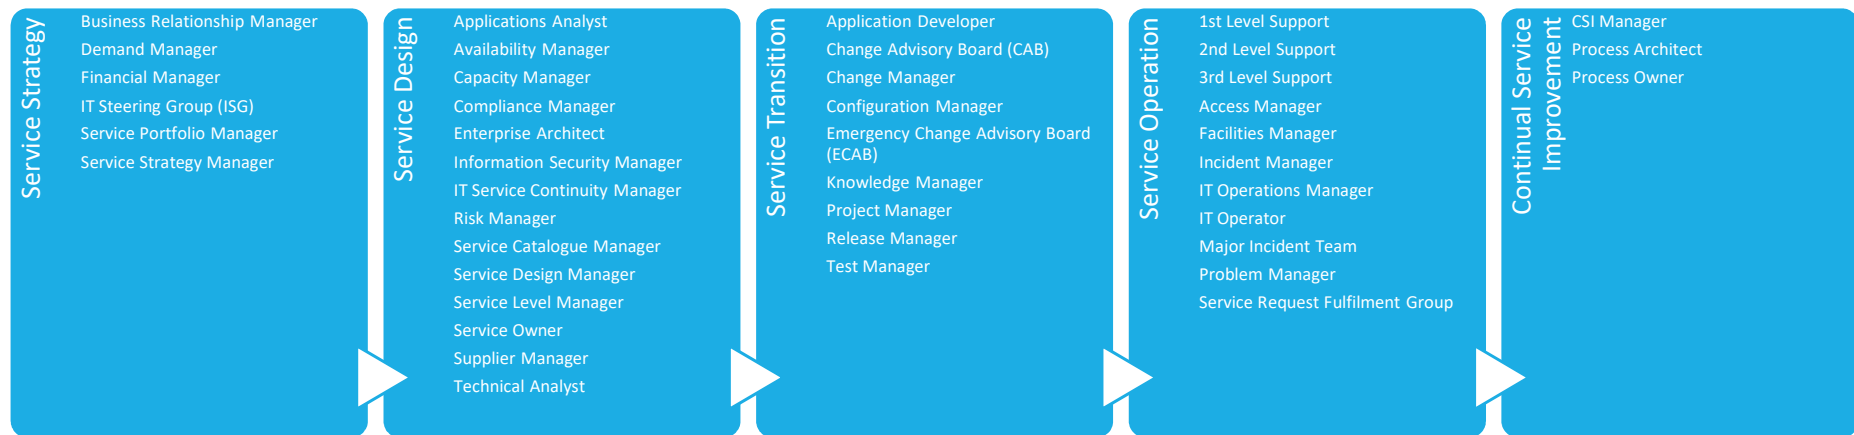 Service Strategy
Business Relationship Manager
Demand Manager
Financial Manager
IT Steering Group (ISG)
Service Portfolio Manager
Service Strategy Manager
Service Design
Applications Analyst
Availability Manager
Capacity Manager
Compliance Manager
Enterprise Architect
Information Security Manager
IT Service Continuity Manager
Risk Manager
Service Catalogue Manager
Service Design Manager
Service Level Manager
Service Owner
Supplier Manager
Technical Analyst
Service Transition
Application Developer
Change Advisory Board (CAB)
Change Manager
Configuration Manager
Emergency Change Advisory Board
(ECAB)
Knowledge Manager
Project Manager
Release Manager
Test Manager
Service Operation
1st Level Support
2nd Level Support
3rd Level Support
Access Manager
Facilities Manager
Incident Manager
IT Operations Manager
IT Operator
Major Incident Team
Problem Manager
Service Request Fulfilment Group
Continual Service
Improvement
CSI Manager
Process Architect
Process Owner